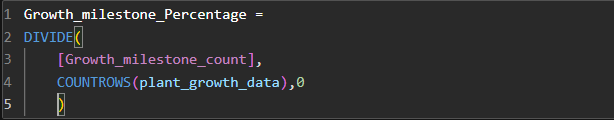 1 Growth_milestone_Percentage =
2 DIVIDE(
3 [Growth_milestone_count],
4 COUNTROWS(plant_growth_data),0
5 )